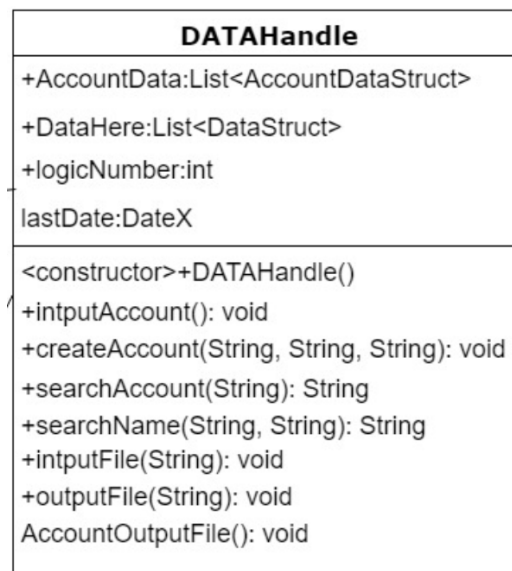 DATAHandle
+AccountData:List<AccountDataStruct>
+DataHere:List<DataStruct>
+logicNumber:int
lastDate:DateX
<constructor>+DATAHandle()
+intputAccount(): void
+createAccount(String, String, String): void
+searchAccount(String): String
+searchName(String, String): String
+intputFile(String): void
+outputFile(String): void
AccountOutputFile(): void